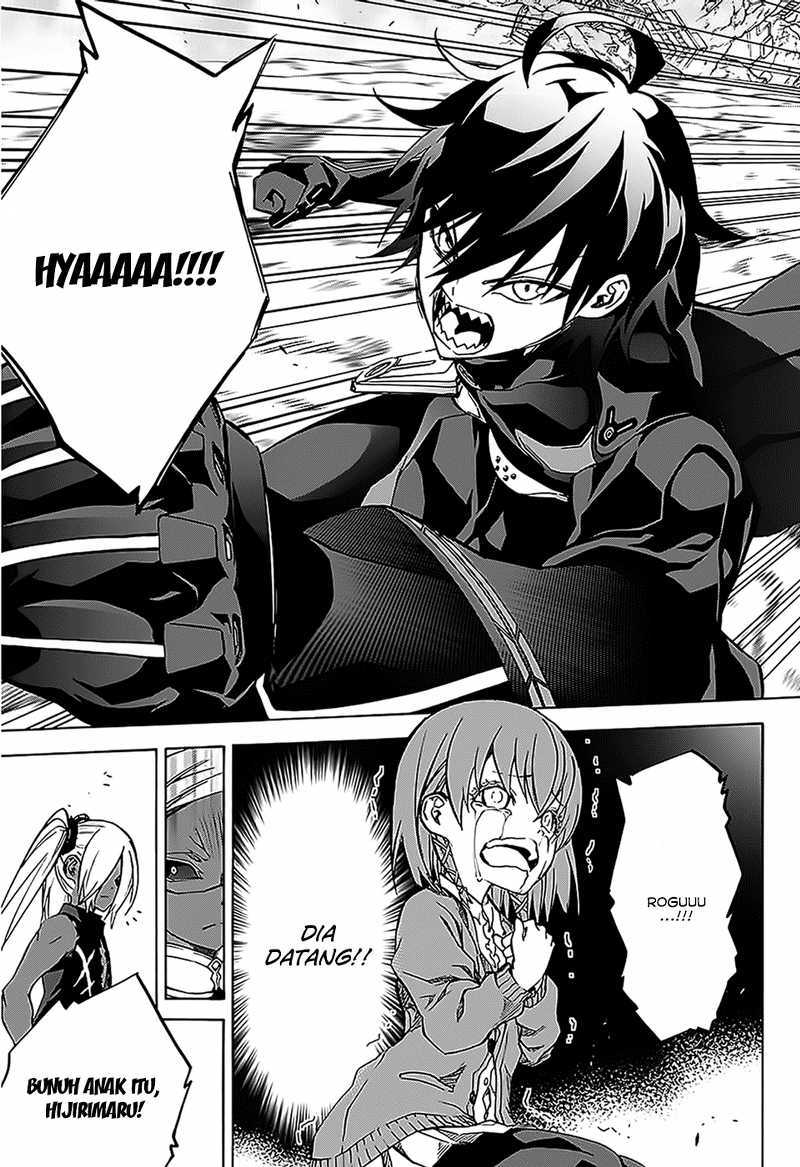 HYAAAAA!!!!
ROGUUU
...!!!
DIA
DATANG!!
BUNUH ANAK ITU,
HIJIRIMARU!